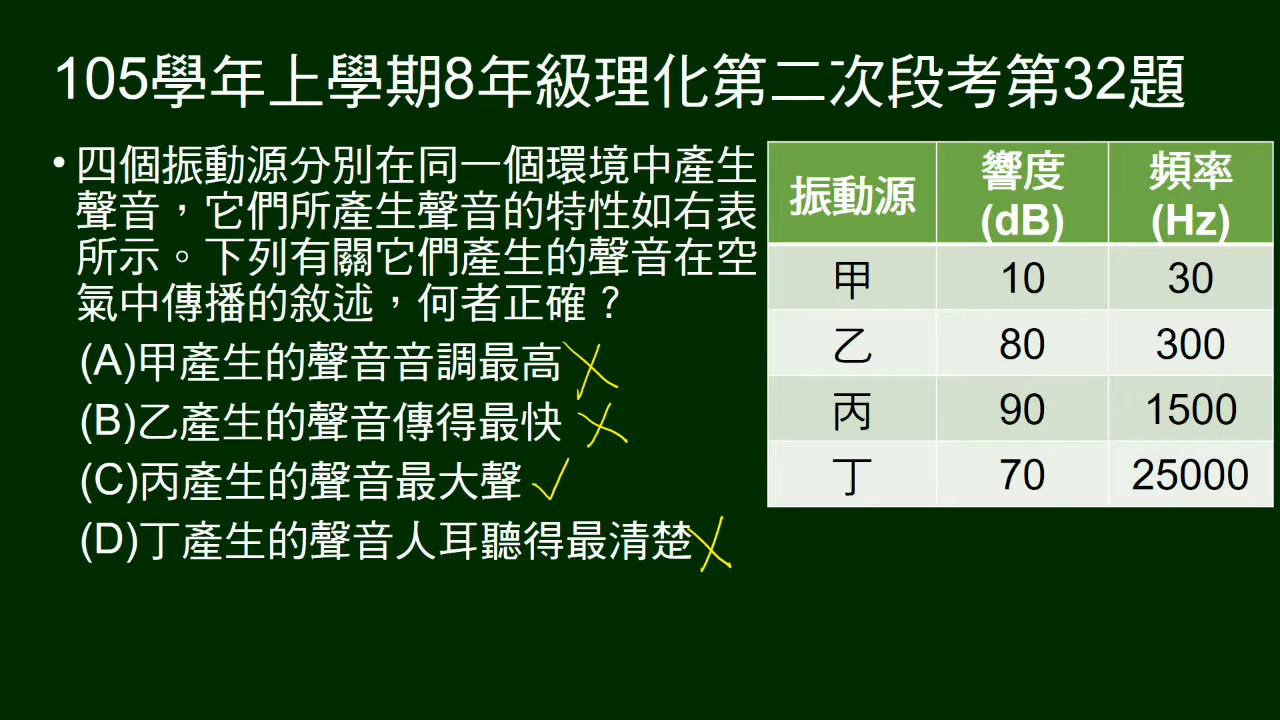 105學年上學期8年級理化第二次段考第32題
•四個振動源分別在同一個環境中產生
聲音，它們所產生聲音的特性如右表
所示。下列有關它們產生的聲音在空
氣中傳播的敘述，何者正確？
(A)甲產生的聲音音調最高
(B)乙產生的聲音傳得最快
(C)丙產生的聲音最大聲
(D)丁產生的聲音人耳聽得最清楚
振動源 響度(dB) 頻率(Hz)
甲 10 30
乙 80 300
丙 90 1500
丁 70 25000